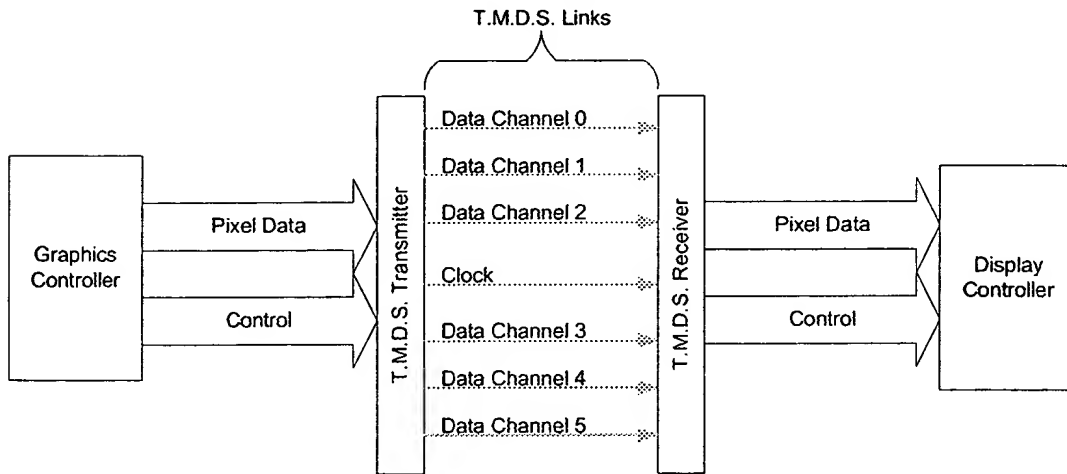 T.M.D.S. Links
Graphics
Controller
Pixel Data
Control
T.M.D.S. Transmitter
Data Channel 0
Data Channel 1
Data Channel 2
Clock
Data Channel 3
Data Channel 4
Data Channel 5
T.M.D.S. Receiver
Pixel Data
Control
Display
Controller